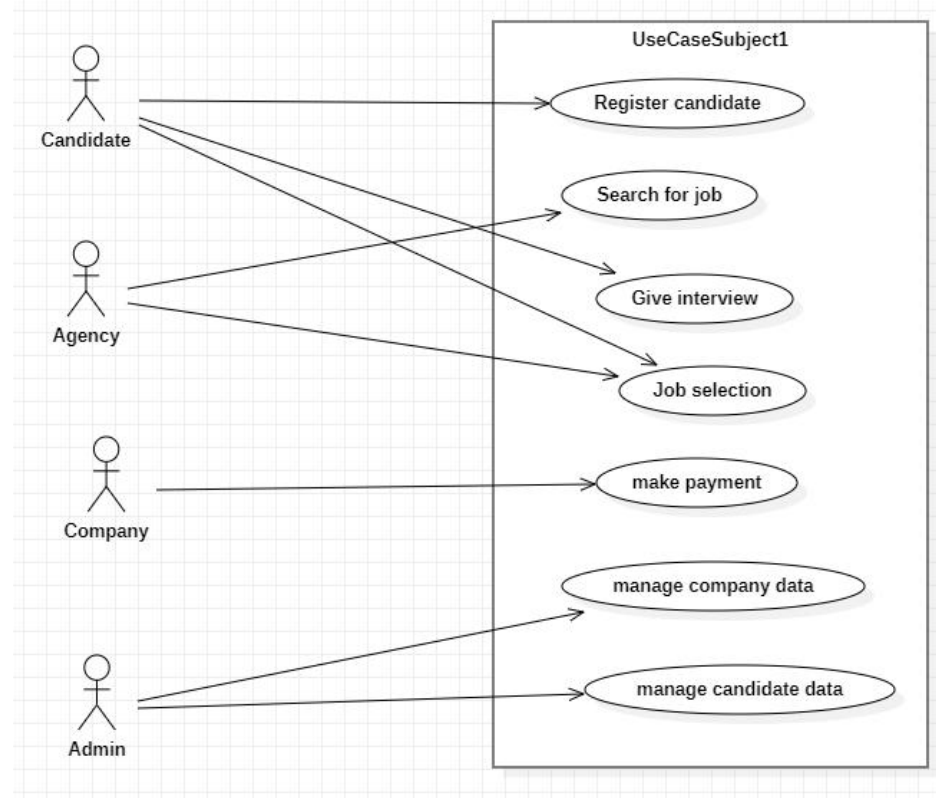 UseCaseSubject1
Candidate
Register candidate
Search for job
Agency
Give interview
Job selection
Company
make payment
manage company data
Admin
manage candidate data